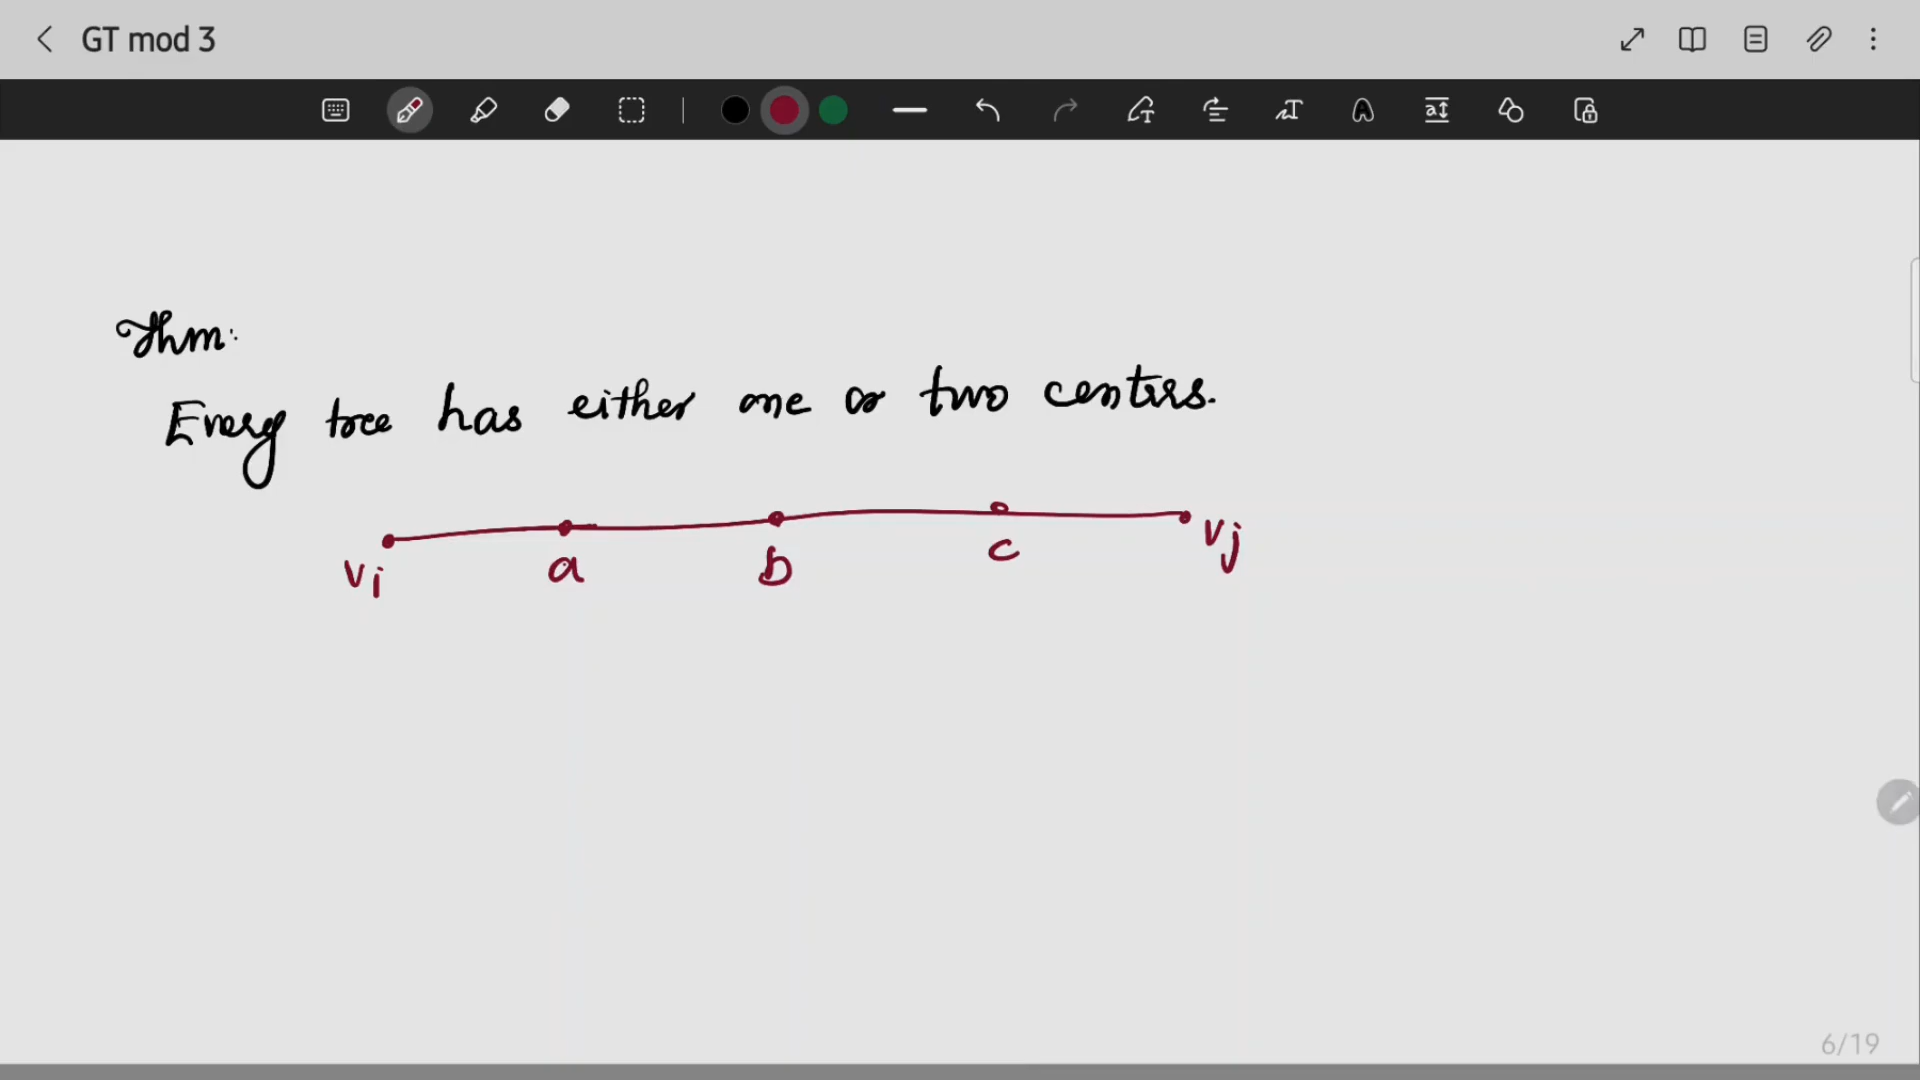 GT mod 3
Thm:
Every tree has either one or two centers.
vi a b c vj
6/19